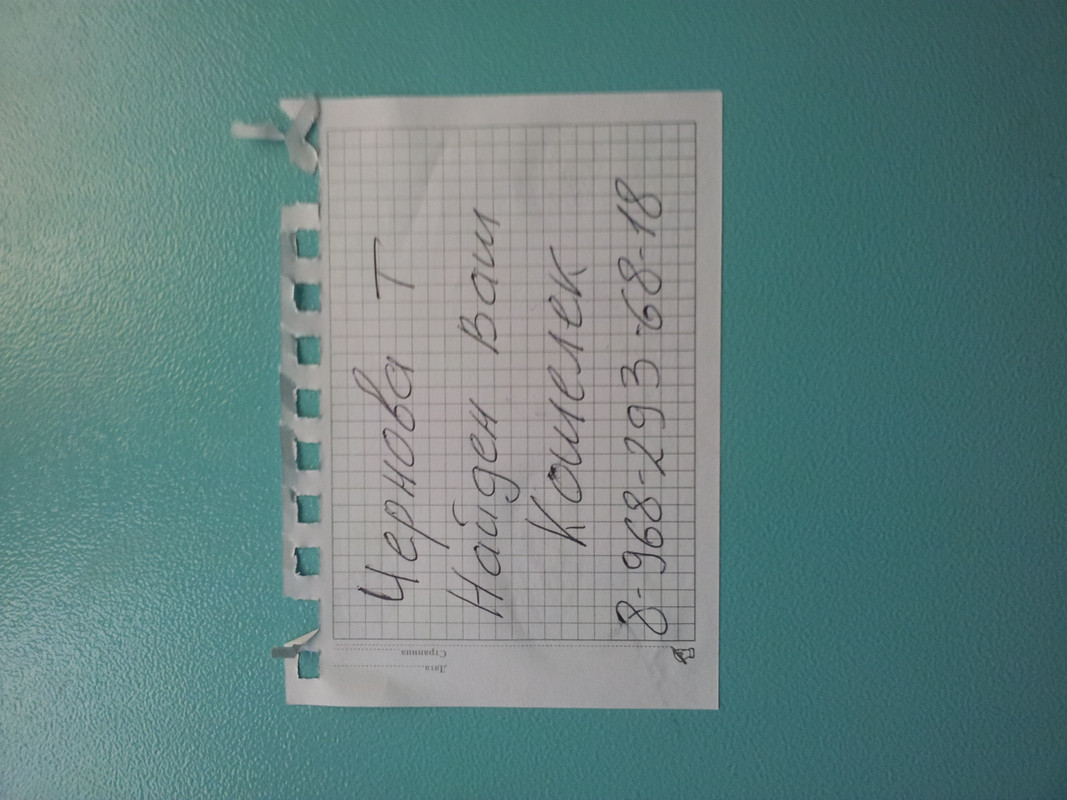 Чернова Т
Найден Ваш
Кошелек
8-968-293-68-18
Дата
Страница